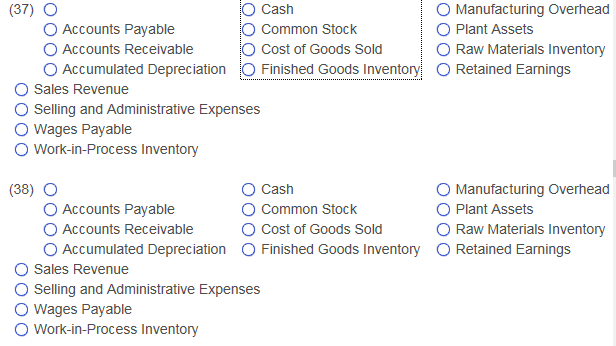 (37) Cash Manufacturing Overhead
Accounts Payable Common Stock Plant Assets
Accounts Receivable Cost of Goods Sold Raw Materials Inventory
Accumulated Depreciation Finished Goods Inventory Retained Earnings
Sales Revenue
Selling and Administrative Expenses
Wages Payable
Work-in-Process Inventory
(38) Cash Manufacturing Overhead
Accounts Payable Common Stock Plant Assets
Accounts Receivable Cost of Goods Sold Raw Materials Inventory
Accumulated Depreciation Finished Goods Inventory Retained Earnings
Sales Revenue
Selling and Administrative Expenses
Wages Payable
Work-in-Process Inventory